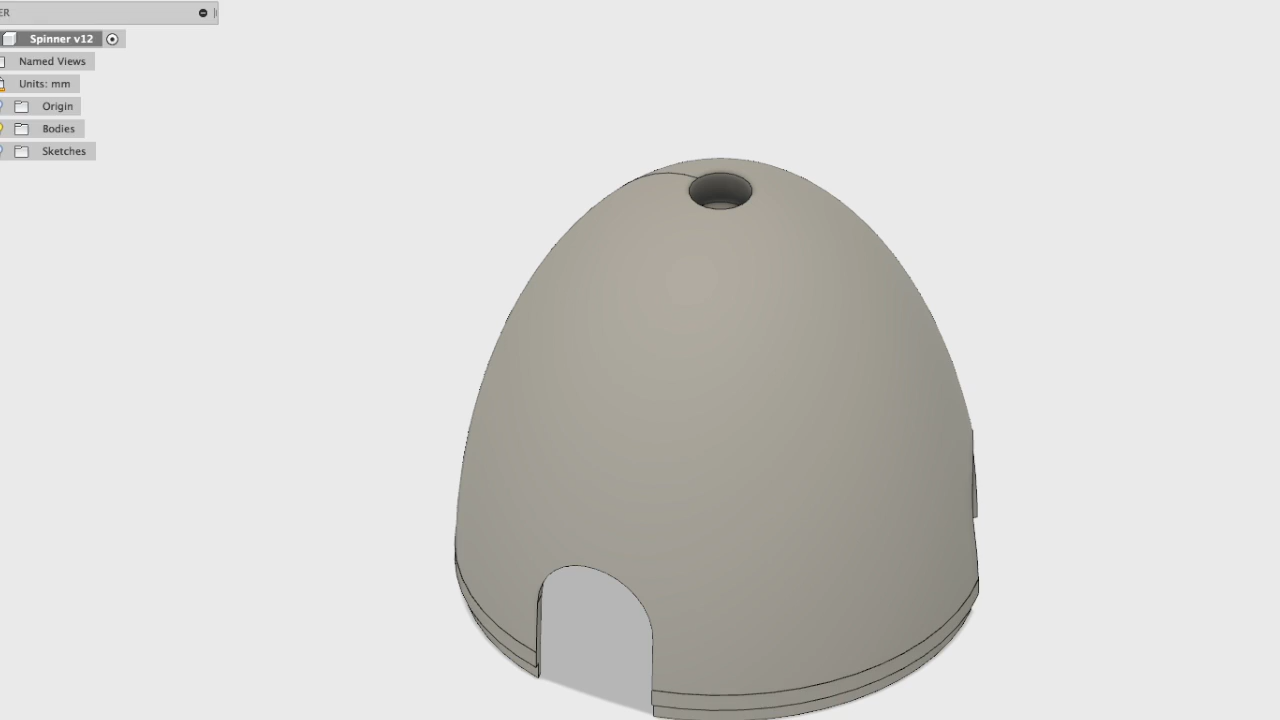 ER
Spinner v12
Named Views
Units: mm
Origin
Bodies
Sketches